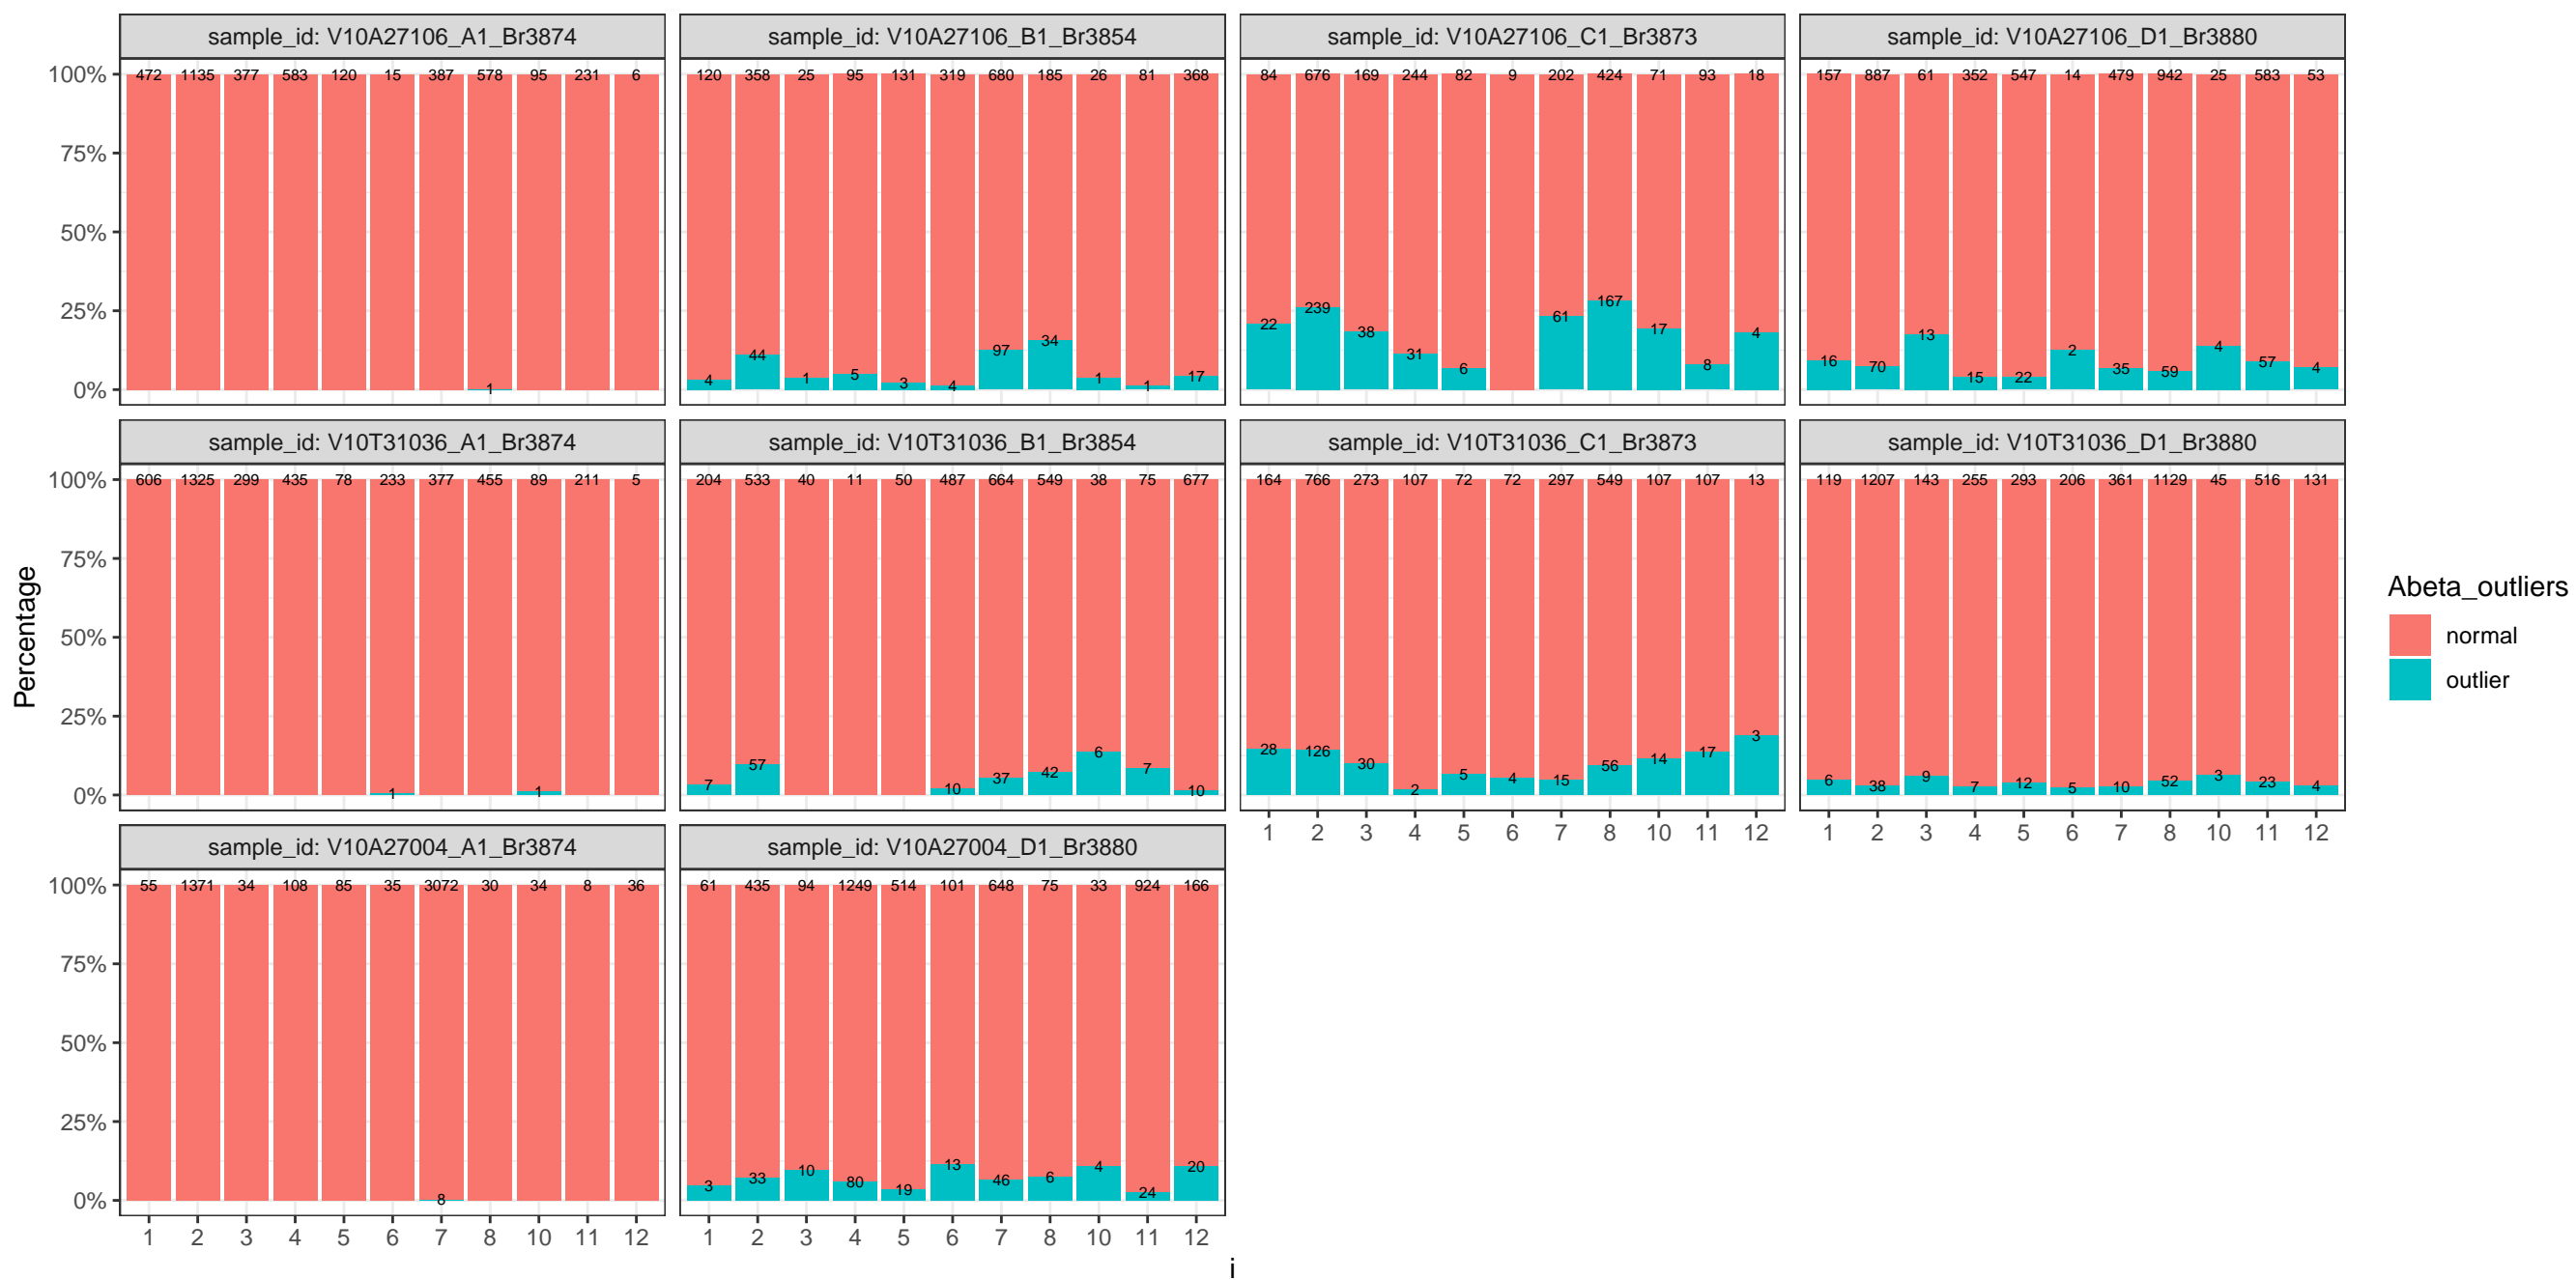 sample_id: V10A27106_A1_Br3874
sample_id: V10A27106_B1_Br3854
sample_id: V10A27106_C1_Br3873
sample_id: V10A27106_D1_Br3880
100%
75%
50%
25%
0%
472 1135 377 583 120 15 387 578 95 231 6
1
120 358 25 95 131 319 680 185 26 81 368
4 44 1 5 3 4 97 34 1 1 17
84 676 169 244 82 9 202 424 71 93 18
22 239 38 31 6 61 167 17 8 4
157 887 61 352 547 14 479 942 25 583 53
16 70 13 15 22 2 35 59 4 57 4
sample_id: V10T31036_A1_Br3874
sample_id: V10T31036_B1_Br3854
sample_id: V10T31036_C1_Br3873
sample_id: V10T31036_D1_Br3880
100%
75%
50%
25%
0%
606 1325 299 435 78 233 377 455 89 211 5
1 1
204 533 40 11 50 487 664 549 38 75 677
7 57 10 37 42 6 7 10
164 766 273 107 72 72 297 549 107 107 13
28 126 30 2 5 4 15 56 14 17 3
119 1207 143 255 293 206 361 1129 45 516 131
6 38 9 7 12 5 10 52 3 23 4
1 2 3 4 5 6 7 8 10 11 12
1 2 3 4 5 6 7 8 10 11 12
sample_id: V10A27004_A1_Br3874
sample_id: V10A27004_D1_Br3880
100%
75%
50%
25%
0%
55 1371 34 108 85 35 3072 30 34 8 36
8
61 435 94 1249 514 101 648 75 33 924 166
3 33 10 80 19 13 46 6 4 24 20
1 2 3 4 5 6 7 8 10 11 12
1 2 3 4 5 6 7 8 10 11 12
i
Percentage
Abeta_outliers
normal
outlier